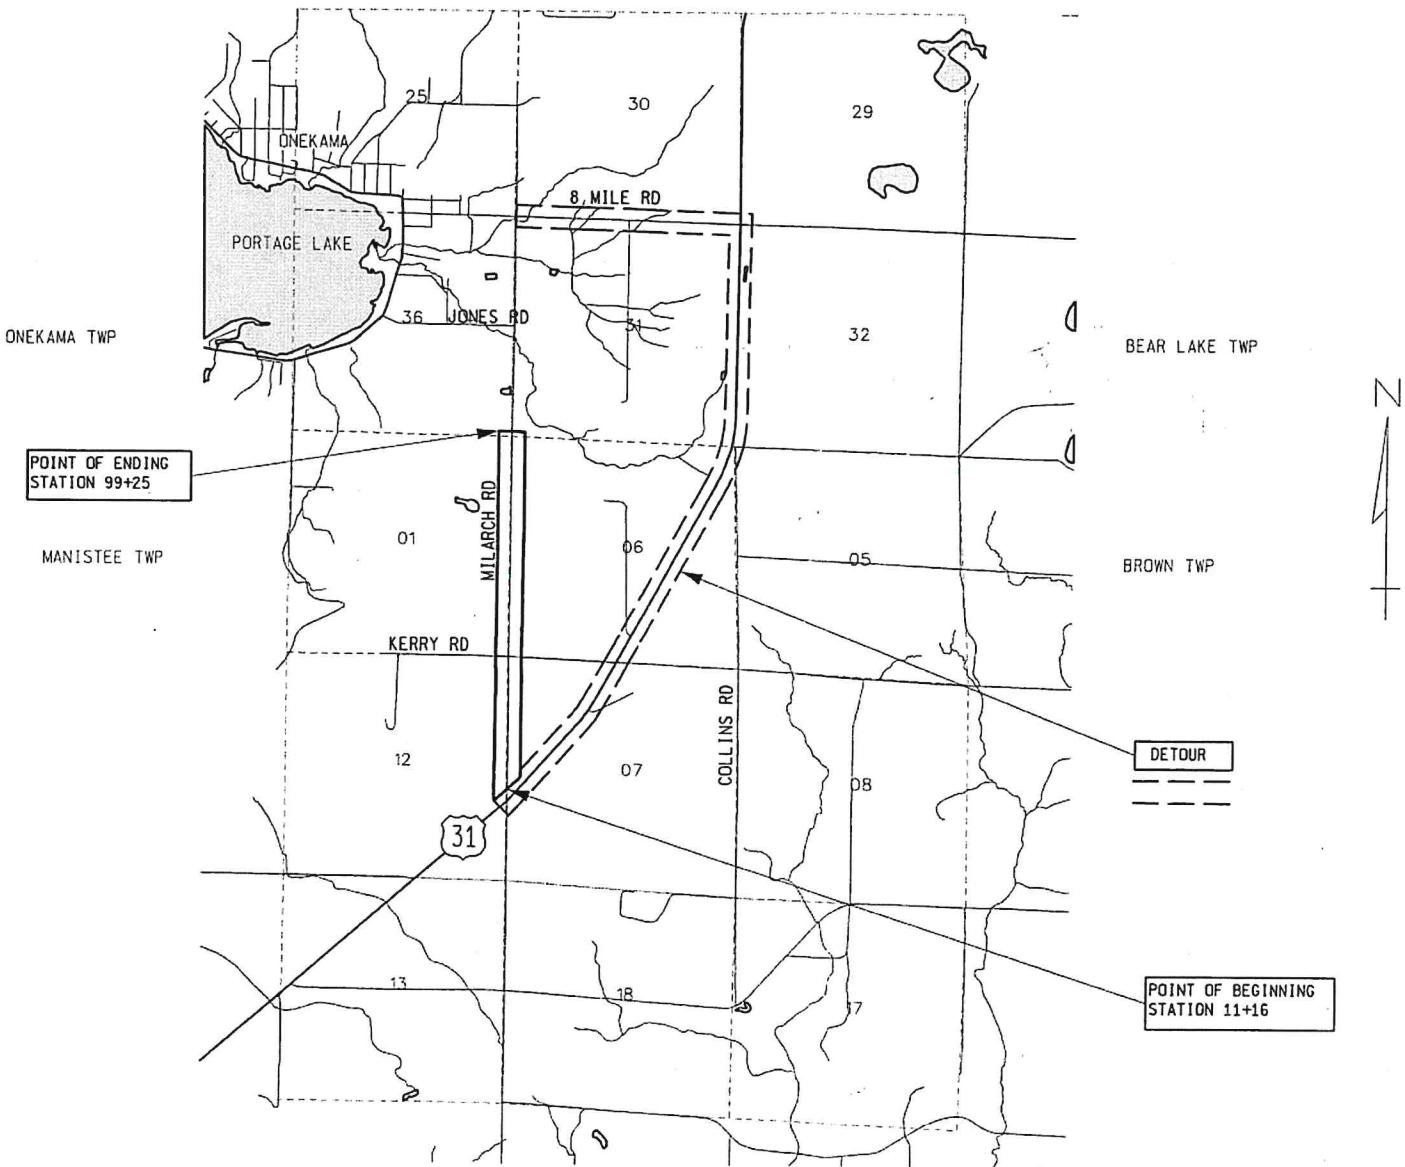 25
30
29
ONEKAMA
8 MILE RD
PORTAGE LAKE
36
JONES RD
31
32
ONEKAMA TWP
BEAR LAKE TWP
N
POINT OF ENDING
STATION 99+25
MILARCH RD
01
06
05
MANISTEE TWP
BROWN TWP
KERRY RD
COLLINS RD
DETOUR
12
07
08
31
13
18
17
POINT OF BEGINNING
STATION 11+16